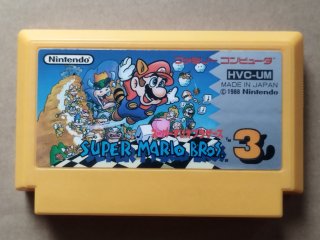 Nintendo
ファミリー コンピュータ
HVC-UM
MADE IN JAPAN
© 1988 Nintendo
SUPER MARIO BROS. 3